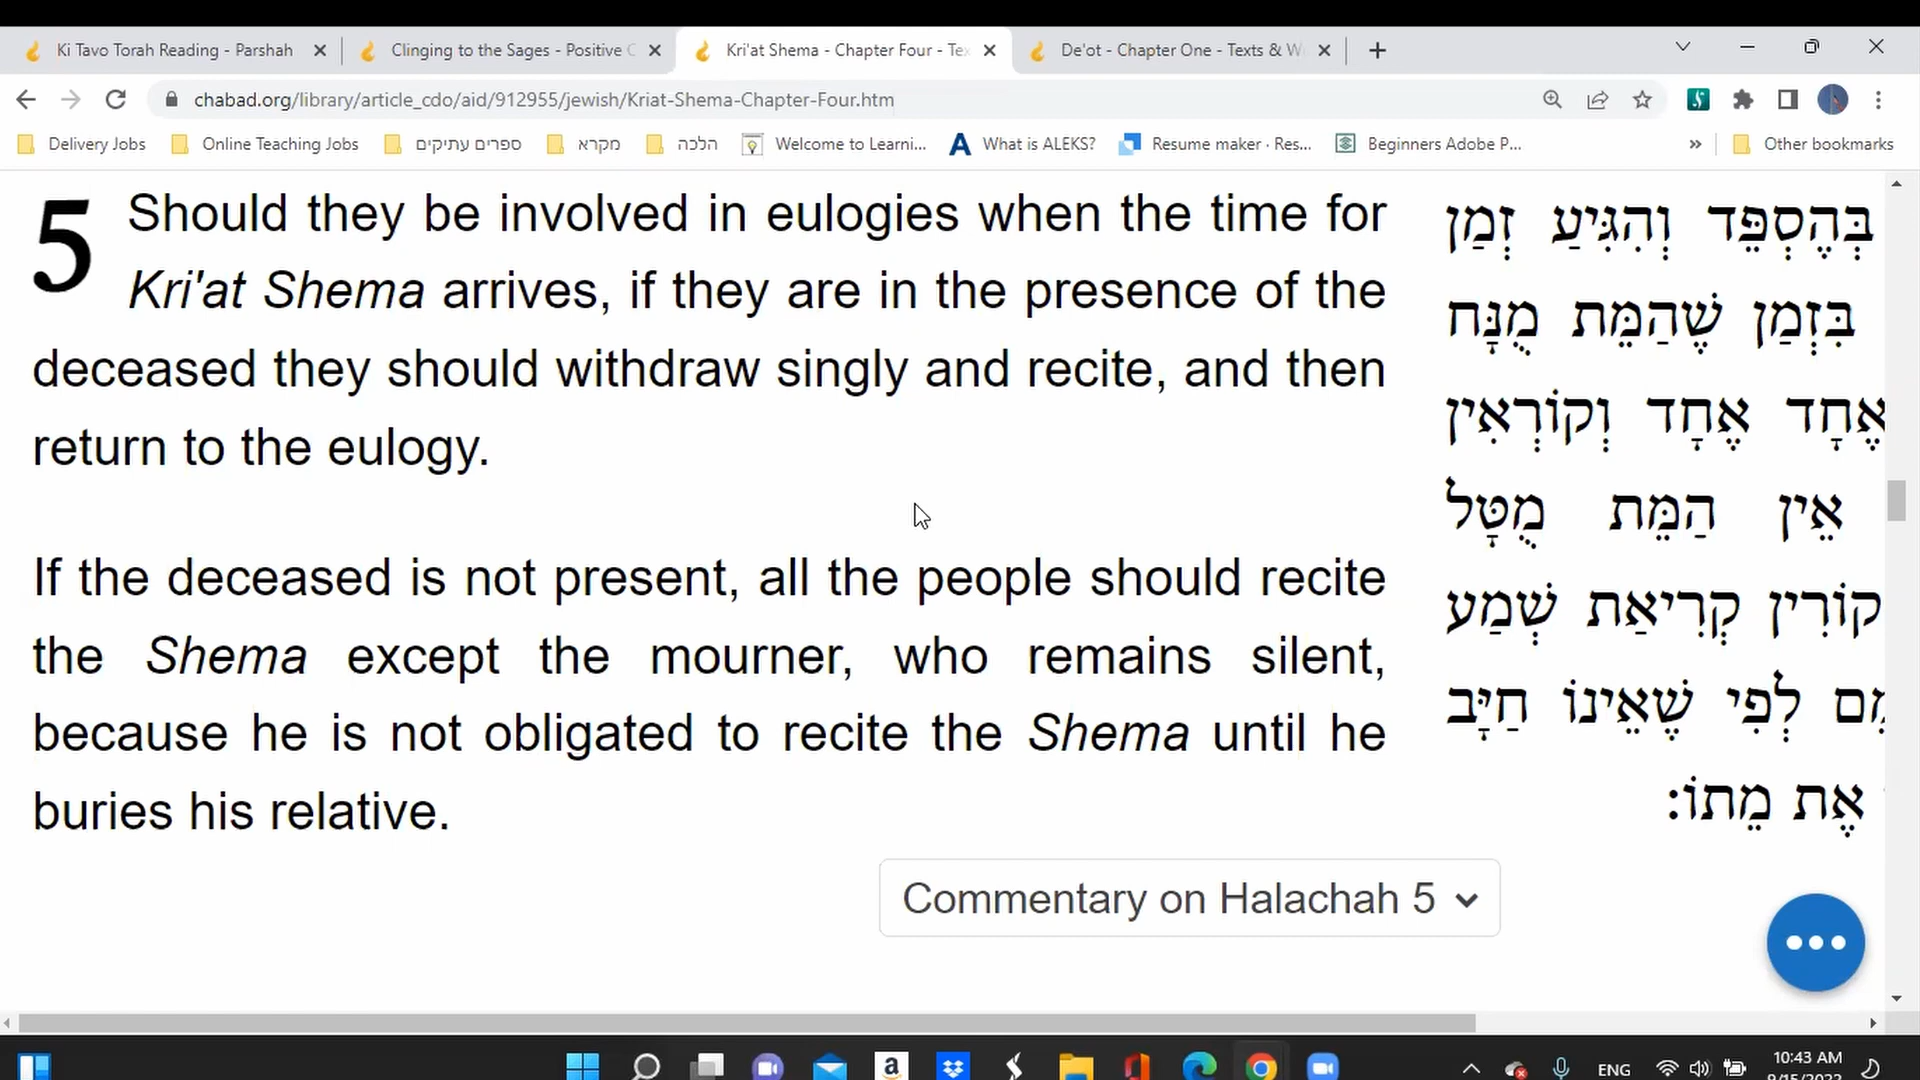 Ki Tavo Torah Reading - Parshah
Clinging to the Sages - Positive C
Kri'at Shema - Chapter Four - Tex
De'ot - Chapter One - Texts & W
chabad.org/library/article_cdo/aid/912955/jewish/Kriat-Shema-Chapter-Four.htm
Delivery Jobs
Online Teaching Jobs
ספרים עתיקים
מקרא
הלכה
Welcome to Learni...
What is ALEKS?
Resume maker · Res...
Beginners Adobe P...
Other bookmarks
5 Should they be involved in eulogies when the time for
Kri'at Shema arrives, if they are in the presence of the
deceased they should withdraw singly and recite, and then
return to the eulogy.
If the deceased is not present, all the people should recite
the Shema except the mourner, who remains silent,
because he is not obligated to recite the Shema until he
buries his relative.
בְּהֶסְפֵּד וְהִגִּיעַ זְמַן
בִּזְמַן שֶׁהַמֵּת מֻנָּח
אֶחָד אֶחָד וְקוֹרְאִין
אֵין הַמֵּת מֻטָּל
קוֹרִין קְרִיאַת שְׁמַע
לְפִי שֶׁאֵינוֹ חַיָּב
אֶת מֵתוֹ:
Commentary on Halachah 5
ENG
10:43 AM
9/15/2022